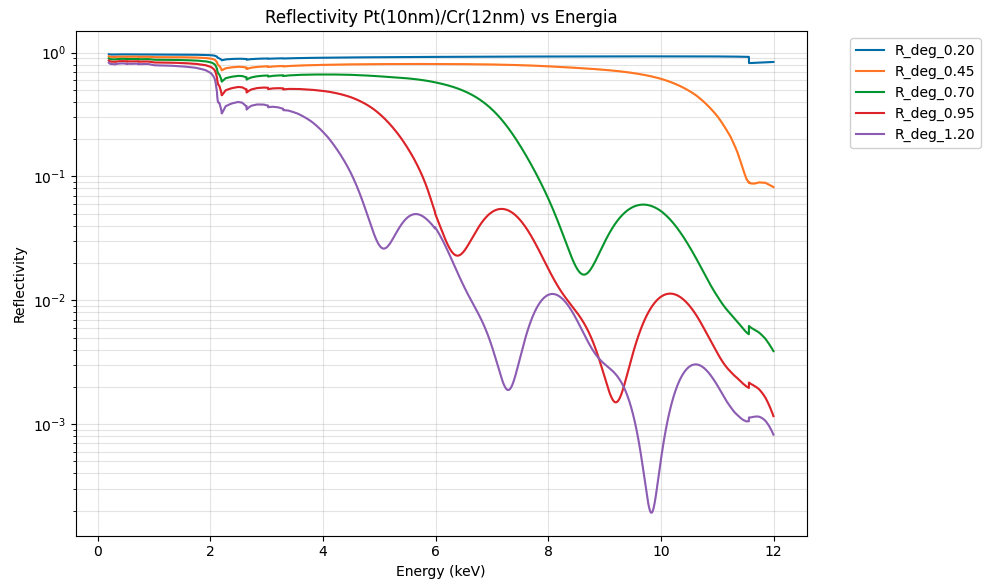 Reflectivity Pt(10nm)/Cr(12nm) vs Energia
R_deg_0.20
R_deg_0.45
R_deg_0.70
R_deg_0.95
R_deg_1.20
Reflectivity
10⁰
10⁻¹
10⁻²
10⁻³
0 2 4 6 8 10 12
Energy (keV)